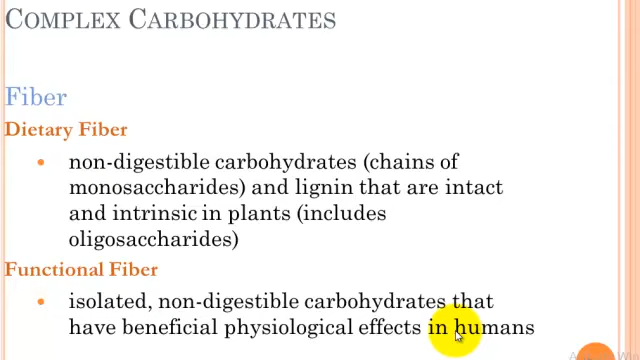 COMPLEX CARBOHYDRATES
Fiber
Dietary Fiber
• non-digestible carbohydrates (chains of
monosaccharides) and lignin that are intact
and intrinsic in plants (includes
oligosaccharides)
Functional Fiber
• isolated, non-digestible carbohydrates that
have beneficial physiological effects in humans